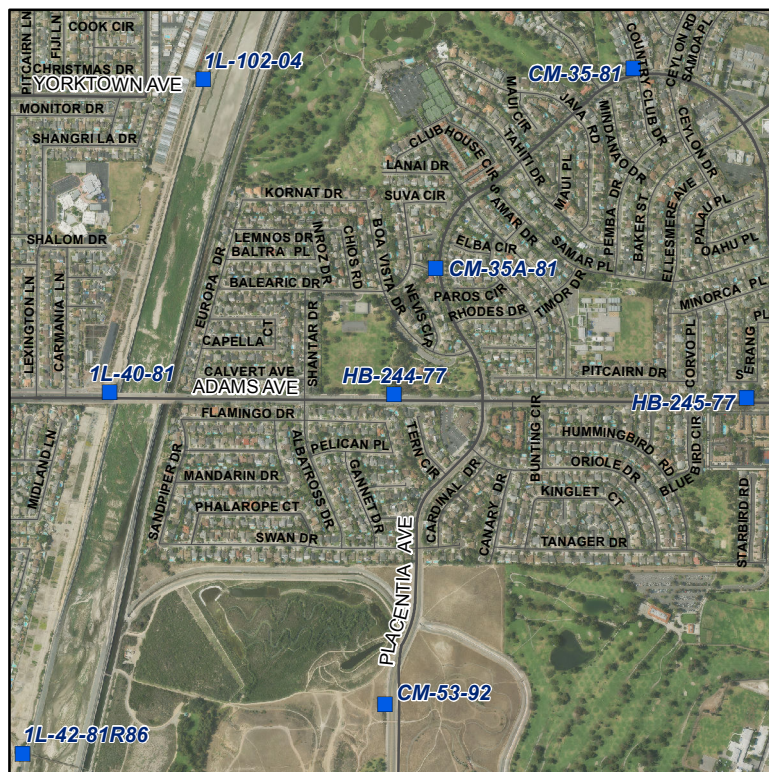 PITCAIRN LN
FIJI LN
COOK CIR
CHRISTMAS DR
YORKTOWN AVE
1L-102-04
MONITOR DR
SHANGRI LA DR
SHALOM DR
LEXINGTON LN
CARMANIA LN
CM-35-81
COUNTRY CLUB DR
CEYLON RD
SAMOA PL
MAUI CIR
JAVA RD
MINDANAO DR
CEYLON DR
CLUB HOUSE CIR
TAHITI DR
MAUI PL
LANAI DR
SUVA CIR
SAMAR DR
PEMBA DR
BAKER ST
ELLESMERE AVE
PALAU PL
OAHU PL
KORNAT DR
LEMNOS DR
BALTRA PL
INROZ DR
CHIOS RD
BOA VISTA DR
ELBA CIR
SAMAR PL
EUROPA DR
BALEARIC DR
CM-35A-81
NEVIS CIR
PAROS CIR
RHODES DR
TIMOR DR
MINORCA PL
CAPELLA CT
SHANTAR DR
CORVO PL
ERANG PL
CALVERT AVE
PITCAIRN DR
S
1L-40-81
ADAMS AVE
HB-244-77
HB-245-77
FLAMINGO DR
MIDLAND LN
SANDPIPER DR
ALBATROSS DR
PELICAN PL
TERN CIR
GANNET DR
MANDARIN DR
PHALAROPE CT
SWAN DR
CARDINAL DR
CANARY DR
BUNTING CIR
HUMMINGBIRD RD
ORIOLE DR
BLUE BIRD CIR
KINGLET CT
TANAGER DR
STARBIRD RD
PLACENTIA AVE
CM-53-92
1L-42-81R86